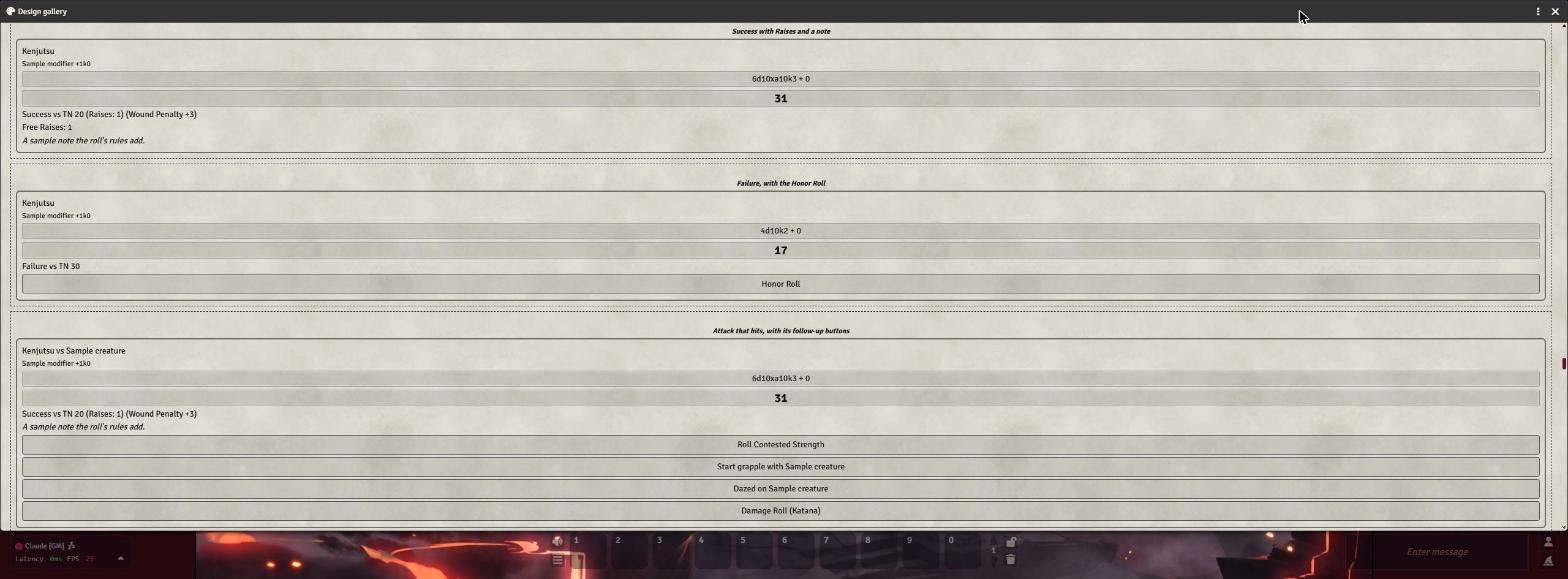 Design gallery
Success with Raises and a note
Kenjutsu
Sample modifier +1k0
6d10xa10k3 + 0
31
Success vs TN 20 (Raises: 1) (Wound Penalty +3)
Free Raises: 1
A sample note the roll's rules add.
Failure, with the Honor Roll
Kenjutsu
Sample modifier +1k0
4d10k2 + 0
17
Failure vs TN 30
Honor Roll
Attack that hits, with its follow-up buttons
Kenjutsu vs Sample creature
Sample modifier +1k0
6d10xa10k3 + 0
31
Success vs TN 20 (Raises: 1) (Wound Penalty +3)
A sample note the roll's rules add.
Roll Contested Strength
Start grapple with Sample creature
Dazed on Sample creature
Damage Roll (Katana)
Claude [GM]
Latency 0ms FPS 25
1 2 3 4 5 6 7 8 9 0
1
Enter message